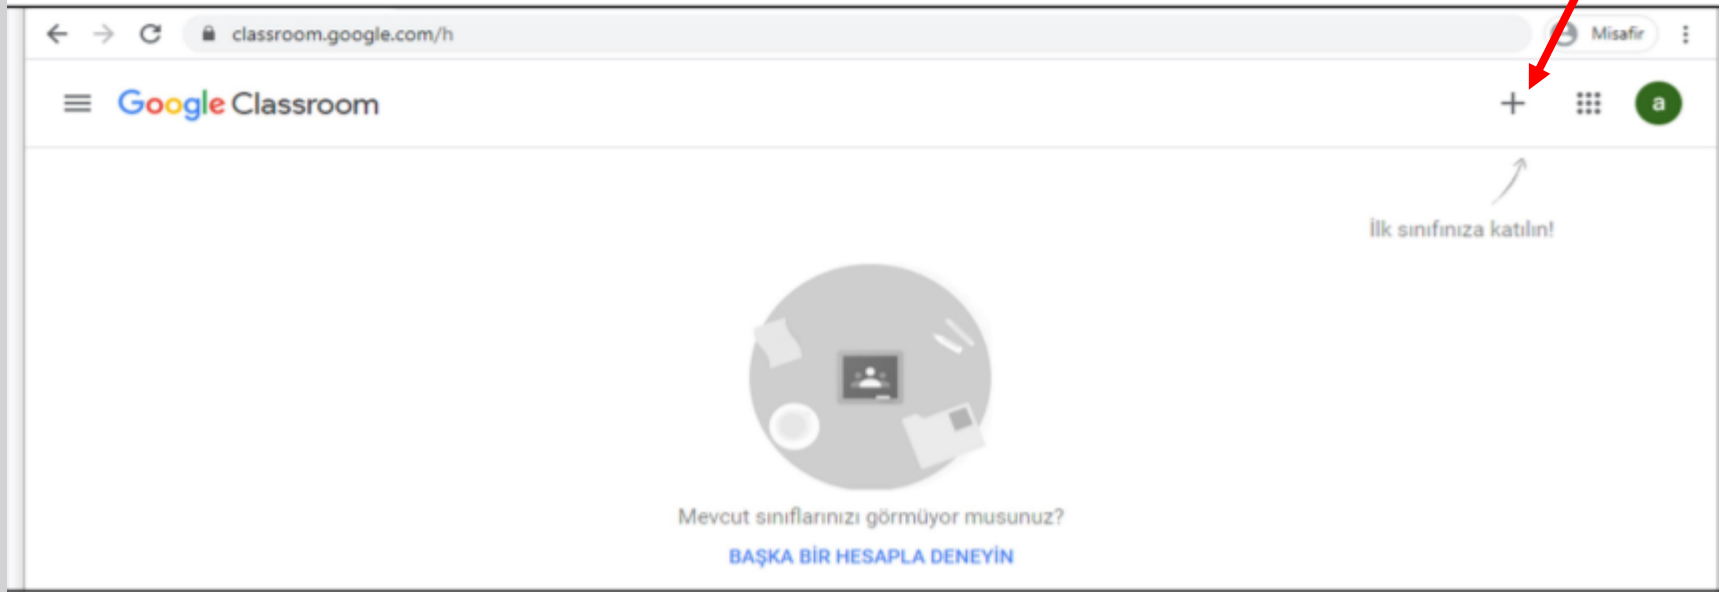 classroom.google.com/h
Misafir
Google Classroom
a
İlk sınıfınıza katılın!
Mevcut sınıflarınızı görmüyor musunuz?
BAŞKA BİR HESAPLA DENEYİN